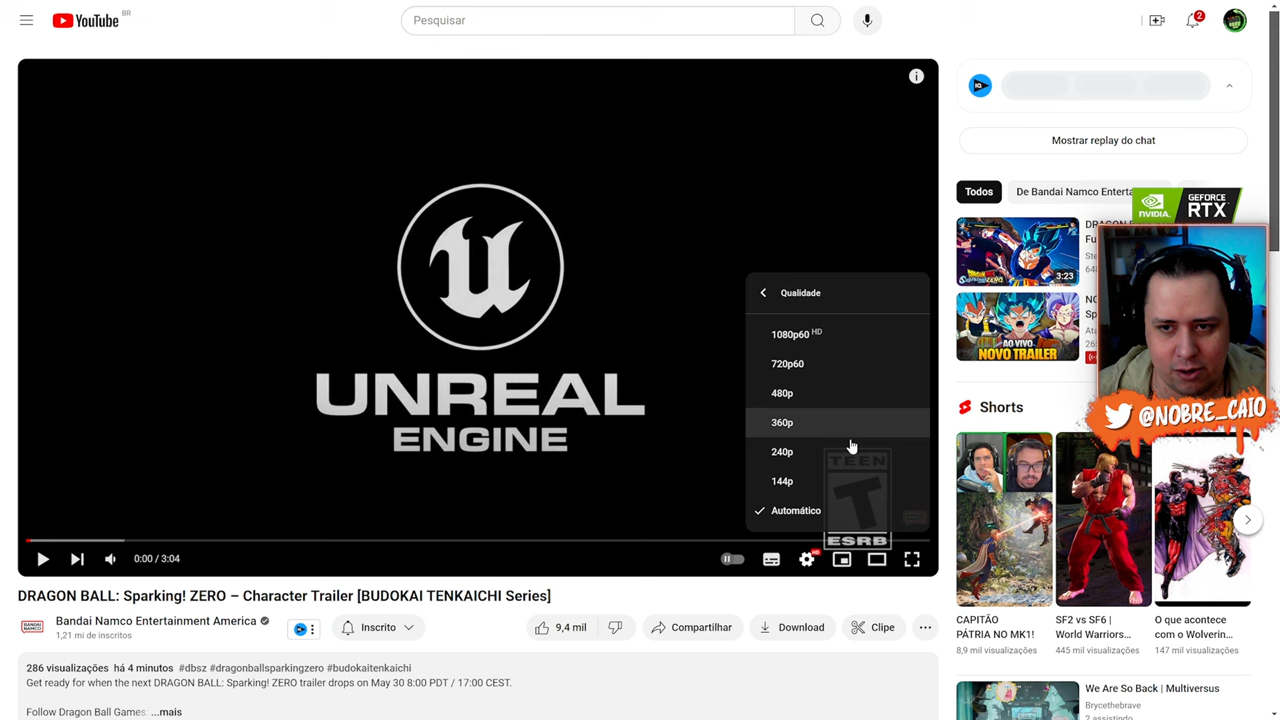 YouTube BR
Pesquisar
2
UNREAL
ENGINE
Qualidade
1080p60 HD
720p60
480p
360p
240p
144p
Automático
TEEN
T
ESRB
0:00 / 3:04
HD
DRAGON BALL: Sparking! ZERO – Character Trailer [BUDOKAI TENKAICHI Series]
Bandai Namco Entertainment America
1,21 mi de inscritos
Inscrito
9,4 mil
Compartilhar
Download
Clipe
286 visualizações há 4 minutos #dbsz #dragonballsparkingzero #budokaitenkaichi
Get ready for when the next DRAGON BALL: Sparking! ZERO trailer drops on May 30 8:00 PDT / 17:00 CEST.
Follow Dragon Ball Games ...mais
Mostrar replay do chat
Todos
De Bandai Namco Enterta
NVIDIA.
GEFORCE
RTX
3:23
AO VIVO
NOVO TRAILER
@NOBRE_CAIO
Shorts
CAPITÃO
PÁTRIA NO MK1!
8,9 mil visualizações
SF2 vs SF6 |
World Warriors...
445 mil visualizações
O que acontece
com o Wolverin...
147 mil visualizações
We Are So Back | Multiversus
Brycethebrave
2 assistindo